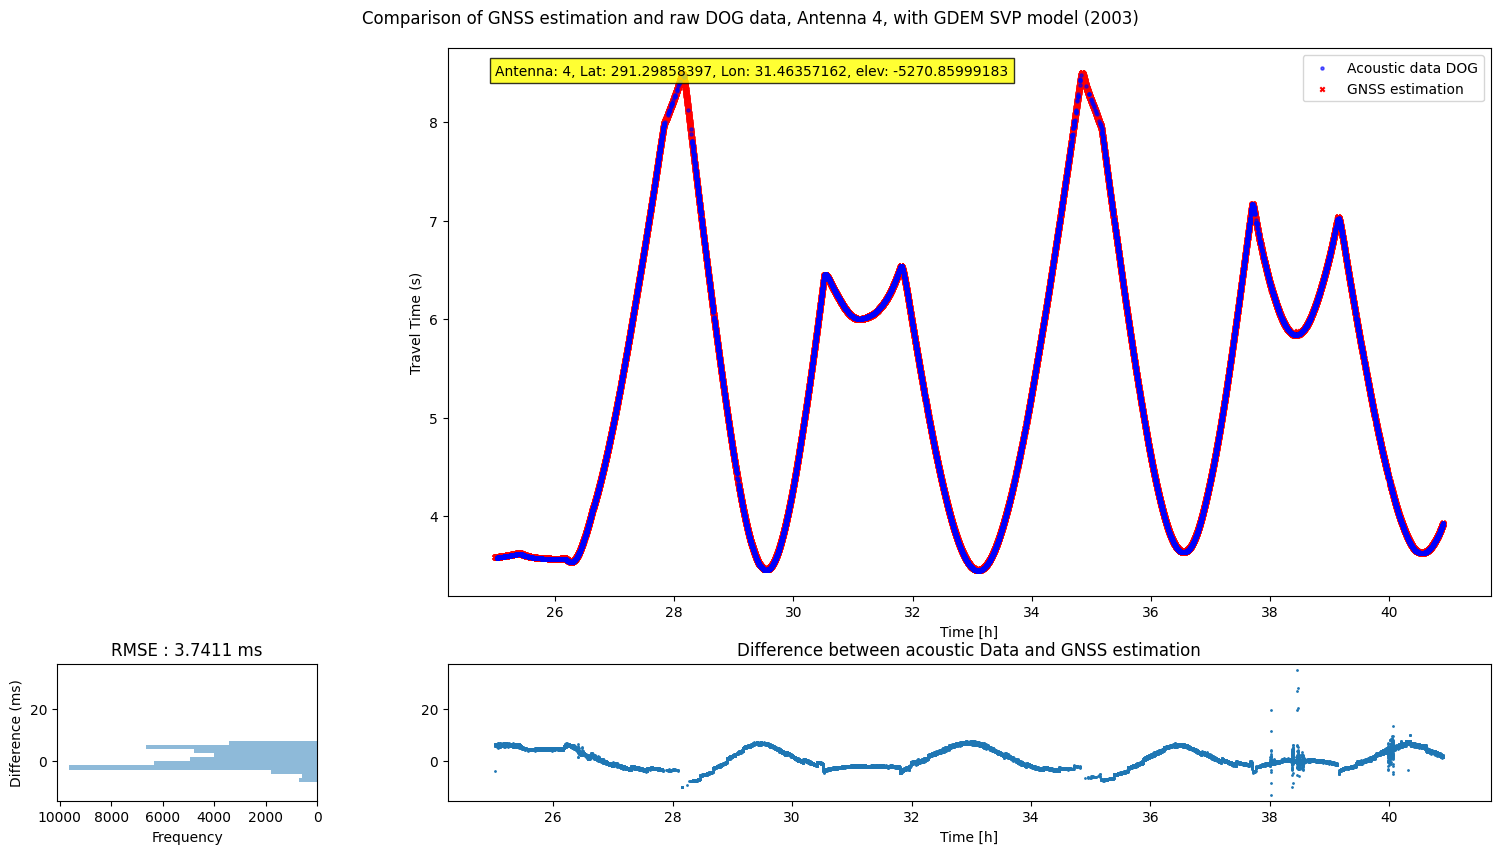 Comparison of GNSS estimation and raw DOG data, Antenna 4, with GDEM SVP model (2003)
Antenna: 4, Lat: 291.29858397, Lon: 31.46357162, elev: -5270.85999183
Acoustic data DOG
GNSS estimation
Travel Time (s)
8
7
6
5
4
26 28 30 32 34 36 38 40
Time [h]
RMSE : 3.7411 ms
Difference (ms)
20
0
10000 8000 6000 4000 2000 0
Frequency
Difference between acoustic Data and GNSS estimation
20
0
26 28 30 32 34 36 38 40
Time [h]